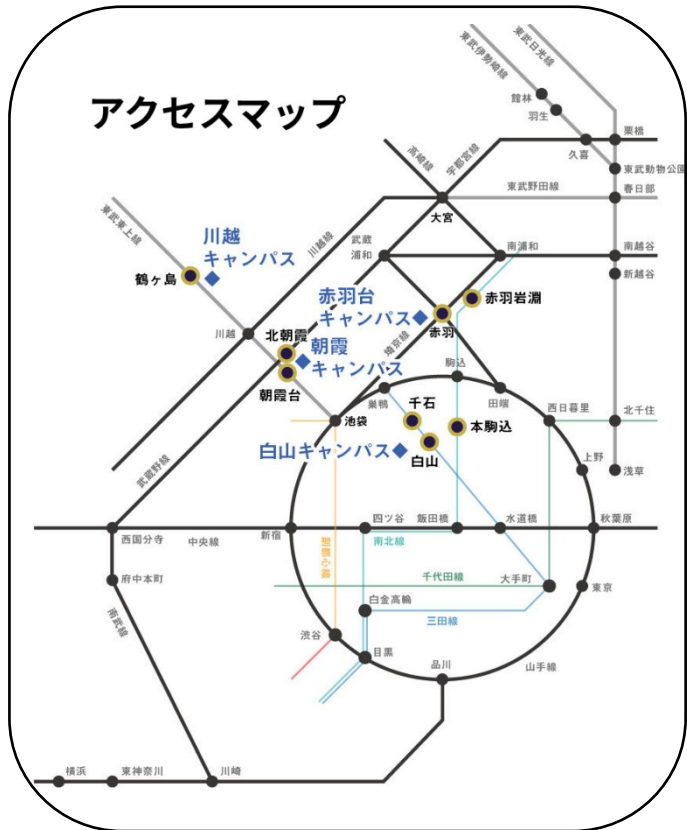 アクセスマップ
東武伊勢崎線
東武日光線
館林
羽生
久喜
栗橋
東武動物公園
高崎線
宇都宮線
東武野田線
春日部
大宮
東武東上線
川越
キャンパス
鶴ヶ島
川越線
武蔵
浦和
南浦和
南越谷
新越谷
赤羽台
キャンパス
赤羽岩淵
赤羽
川越
北朝霞
朝霞
キャンパス
朝霞台
埼京線
駒込
巣鴨
田端
千石
西日暮里
北千住
池袋
本駒込
白山キャンパス
白山
武蔵野線
上野
浅草
西国分寺
中央線
新宿
四ツ谷
飯田橋
水道橋
秋葉原
南北線
副都心線
府中本町
千代田線
大手町
東京
白金高輪
三田線
南武線
渋谷
目黒
品川
山手線
横浜
東神奈川
川崎